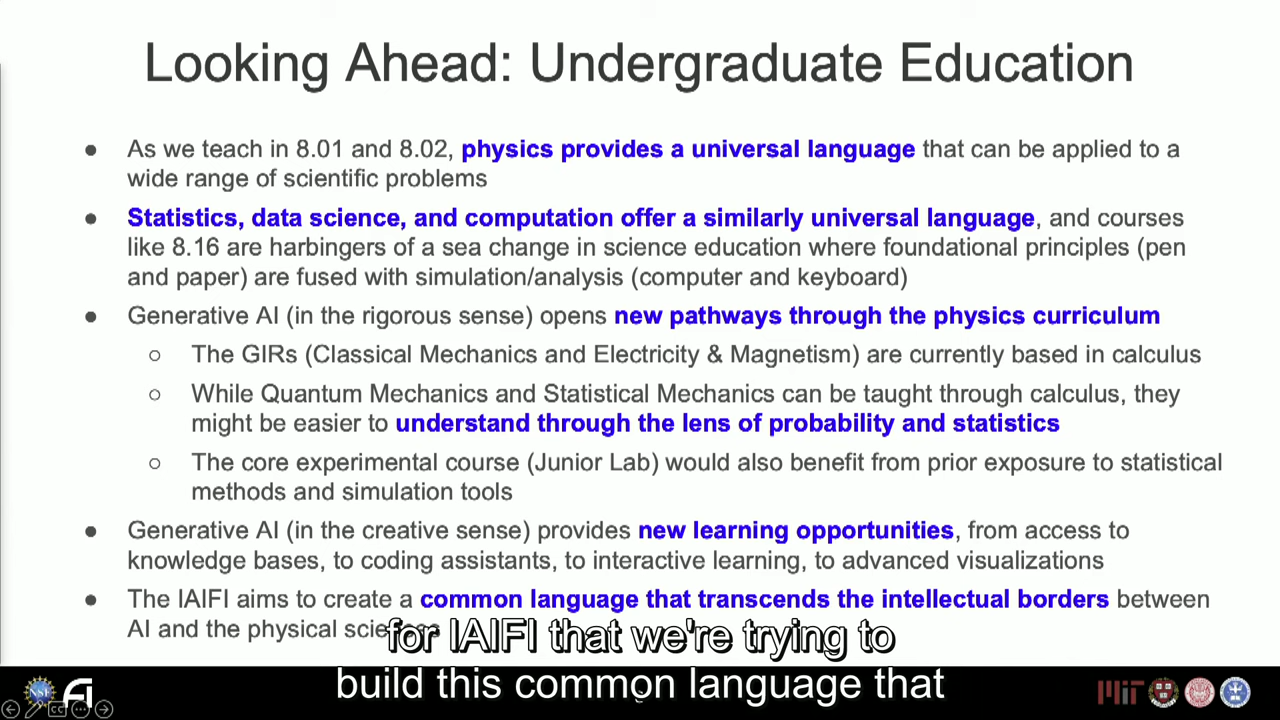 Looking Ahead: Undergraduate Education
● As we teach in 8.01 and 8.02, physics provides a universal language that can be applied to a
wide range of scientific problems
● Statistics, data science, and computation offer a similarly universal language, and courses
like 8.16 are harbingers of a sea change in science education where foundational principles (pen
and paper) are fused with simulation/analysis (computer and keyboard)
● Generative AI (in the rigorous sense) opens new pathways through the physics curriculum
○ The GIRs (Classical Mechanics and Electricity & Magnetism) are currently based in calculus
○ While Quantum Mechanics and Statistical Mechanics can be taught through calculus, they
might be easier to understand through the lens of probability and statistics
○ The core experimental course (Junior Lab) would also benefit from prior exposure to statistical
methods and simulation tools
● Generative AI (in the creative sense) provides new learning opportunities, from access to
knowledge bases, to coding assistants, to interactive learning, to advanced visualizations
● The IAIFI aims to create a common language that transcends the intellectual borders between
AI and the physical
for IAIFI that we're trying to
build this common language that
NSF
MIT